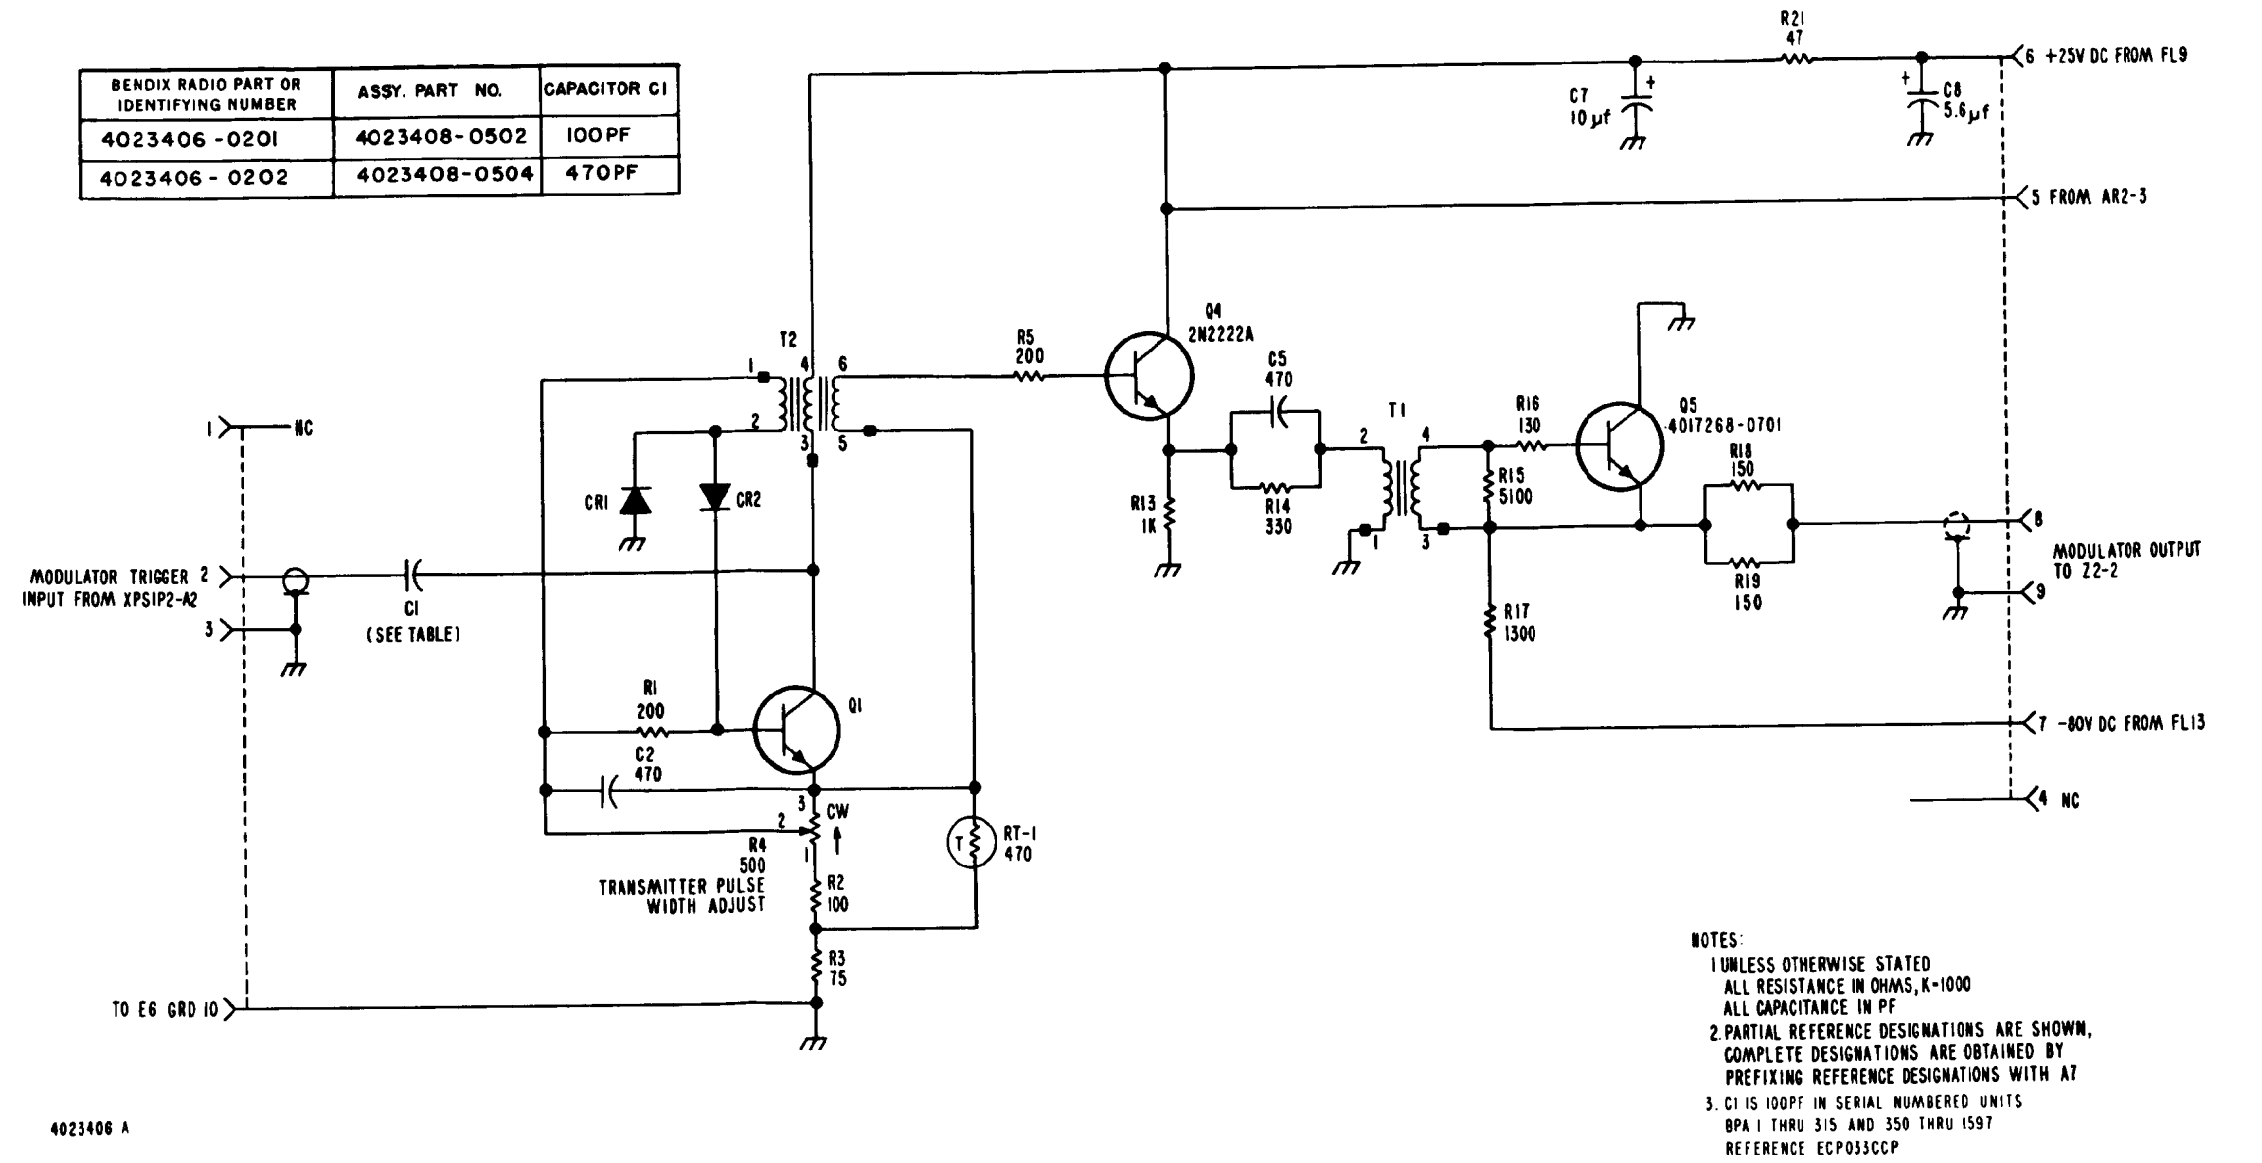 BENDIX RADIO PART OR
IDENTIFYING NUMBER
ASSY. PART NO.
CAPACITOR C1
4023406-0201
4023408-0502
100PF
4023406-0202
4023408-0504
470PF
R21
47
6 +25V DC FROM FL9
C7
10 µf
+
+
C8
5.6µf
5 FROM AR2-3
Q4
2N2222A
T2
1
4
6
2
3
5
R5
200
C5
470
R14
330
R13
1K
T1
2
4
1
3
R16
130
R15
5100
Q5
4017268-0701
R18
150
R19
150
8
MODULATOR OUTPUT
TO Z2-2
9
R17
1300
7 -80V DC FROM FL13
4 NC
1
NC
CR1
CR2
MODULATOR TRIGGER 2
INPUT FROM XPS1P2-A2
3
C1
(SEE TABLE)
R1
200
Q1
C2
470
3
CW
2
R4
500
1
TRANSMITTER PULSE
WIDTH ADJUST
R2
100
T
RT-1
470
R3
75
TO E6 GRD 10
NOTES:
1 UNLESS OTHERWISE STATED
ALL RESISTANCE IN OHMS, K=1000
ALL CAPACITANCE IN PF
2. PARTIAL REFERENCE DESIGNATIONS ARE SHOWN,
COMPLETE DESIGNATIONS ARE OBTAINED BY
PREFIXING REFERENCE DESIGNATIONS WITH A7
3. C1 IS 100PF IN SERIAL NUMBERED UNITS
BPA 1 THRU 315 AND 350 THRU 1597
REFERENCE ECP033CCP
4023406 A